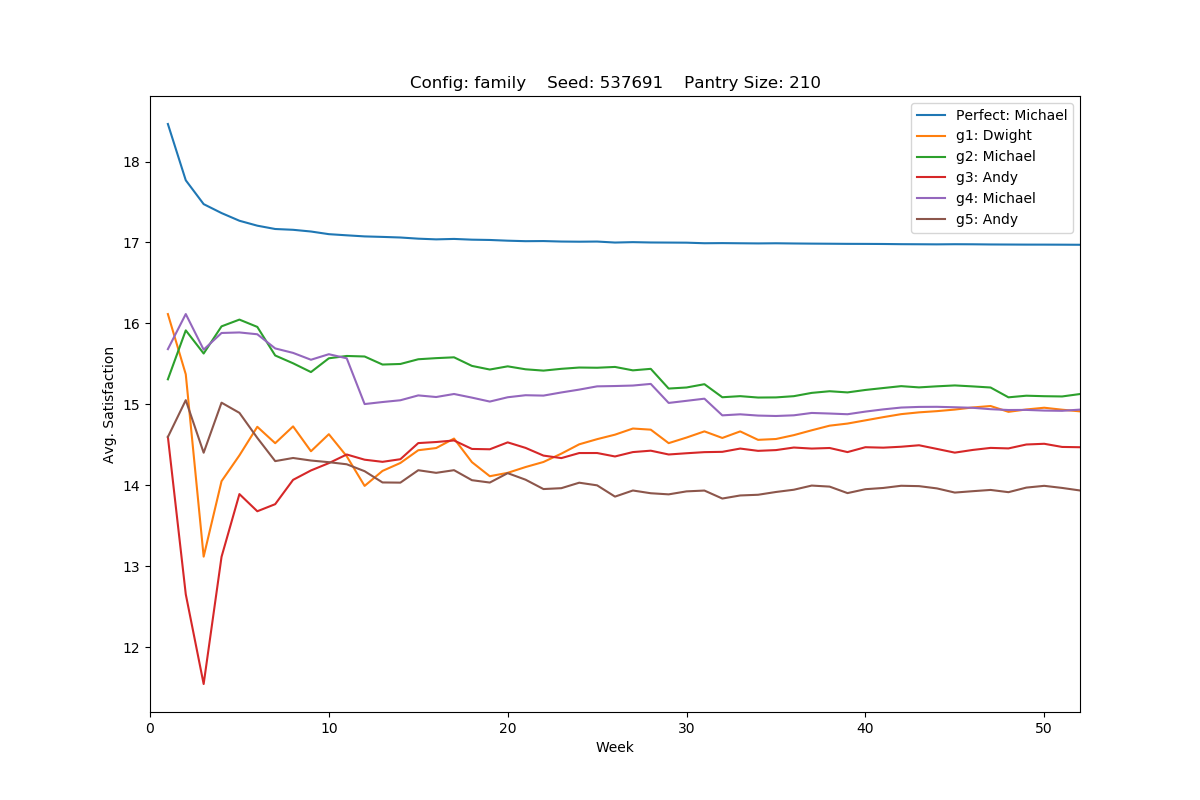 Config: family    Seed: 537691    Pantry Size: 210
Perfect: Michael
g1: Dwight
g2: Michael
g3: Andy
g4: Michael
g5: Andy
18
17
16
15
14
13
12
Avg. Satisfaction
0 10 20 30 40 50
Week